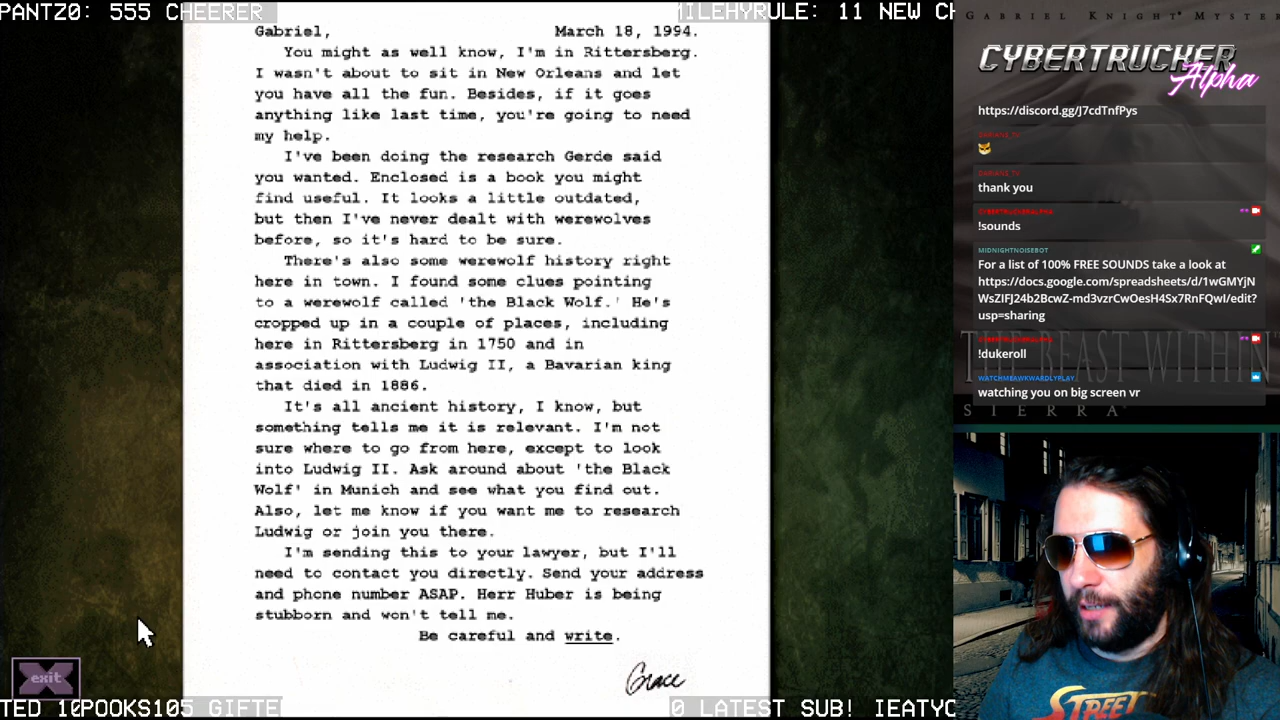 PANTZ0: 555 CHEERER
MILEHYRULE: 11 NEW CH
Gabriel, March 18, 1994.
You might as well know, I'm in Rittersberg.
I wasn't about to sit in New Orleans and let
you have all the fun. Besides, if it goes
anything like last time, you're going to need
my help.
I've been doing the research Gerde said
you wanted. Enclosed is a book you might
find useful. It looks a little outdated,
but then I've never dealt with werewolves
before, so it's hard to be sure.
There's also some werewolf history right
here in town. I found some clues pointing
to a werewolf called 'the Black Wolf.' He's
cropped up in a couple of places, including
here in Rittersberg in 1750 and in
association with Ludwig II, a Bavarian king
that died in 1886.
It's all ancient history, I know, but
something tells me it is relevant. I'm not
sure where to go from here, except to look
into Ludwig II. Ask around about 'the Black
Wolf' in Munich and see what you find out.
Also, let me know if you want me to research
Ludwig or join you there.
I'm sending this to your lawyer, but I'll
need to contact you directly. Send your address
and phone number ASAP. Herr Huber is being
stubborn and won't tell me.
Be careful and write.
Grace
exit
TED 10POOKS105 GIFTE
0 LATEST SUB! IEATYO
GABRIEL KNIGHT MYSTER
CYBERTRUCKER
Alpha
https://discord.gg/J7cdTnfPys
ZARIANS_TV
ZARIANS_TV
thank you
CYBERTRUCKERALPHA
!sounds
MIDNIGHTNOISEBOT
For a list of 100% FREE SOUNDS take a look at
https://docs.google.com/spreadsheets/d/1wGMYjN
WsZIFJ24b2BcwZ-md3vzrCwOesH4Sx7RnFQwI/edit?
usp=sharing
CYBERTRUCKERALPHA
!dukeroll
THE BEAST WITHIN
WATCHMEAWKWARDLYPLAY
watching you on big screen vr
SIERRA
STREET